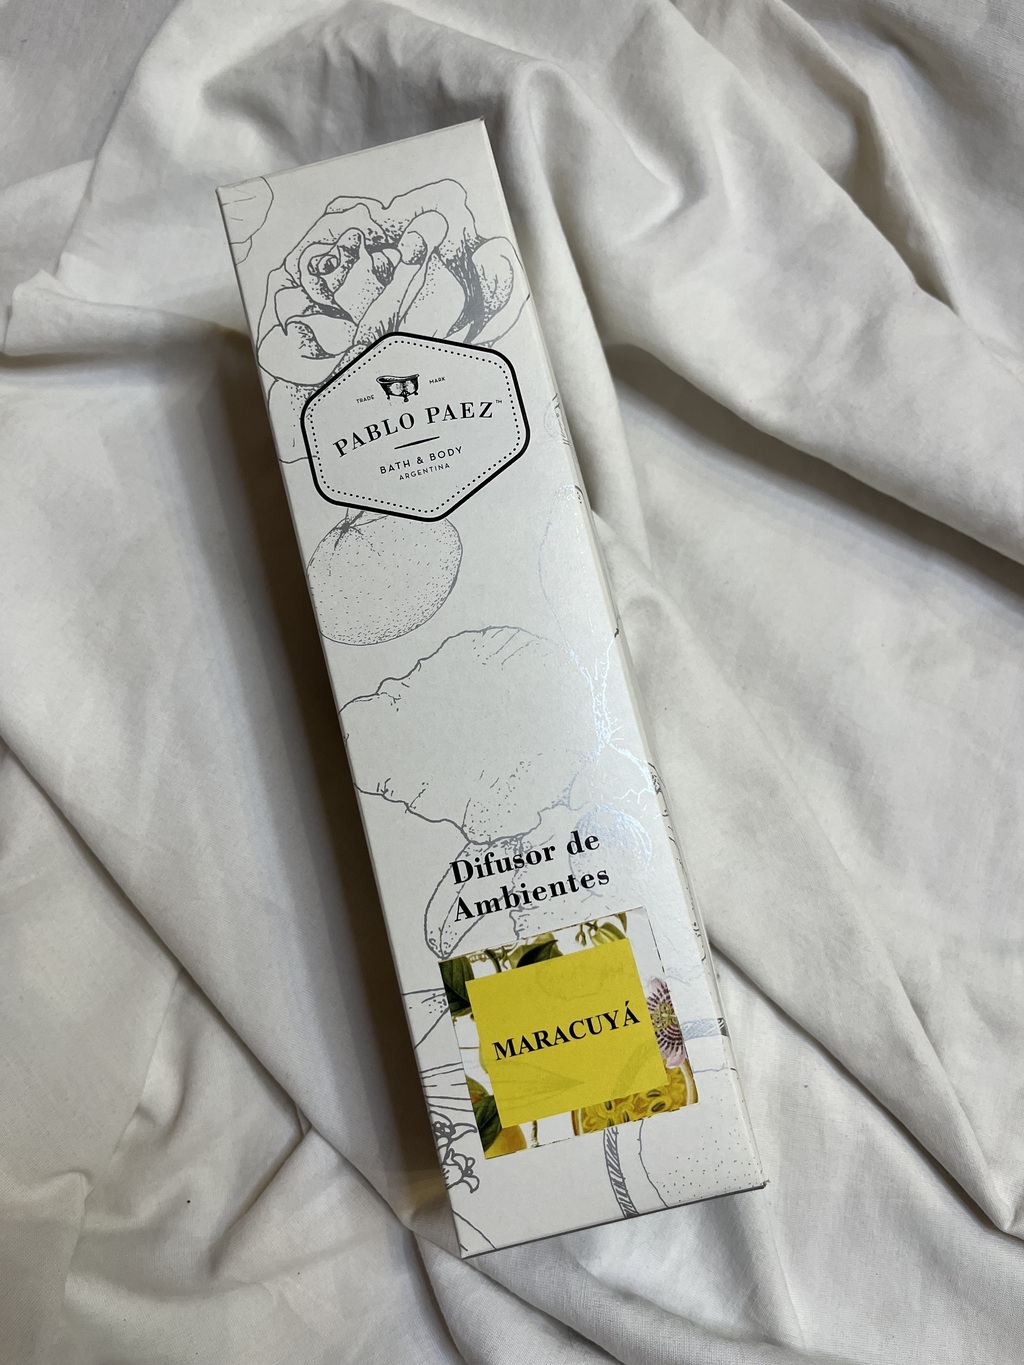 TRADE MARK
PABLO PAEZ™
BATH & BODY
ARGENTINA
Difusor de
Ambientes
MARACUYÁ